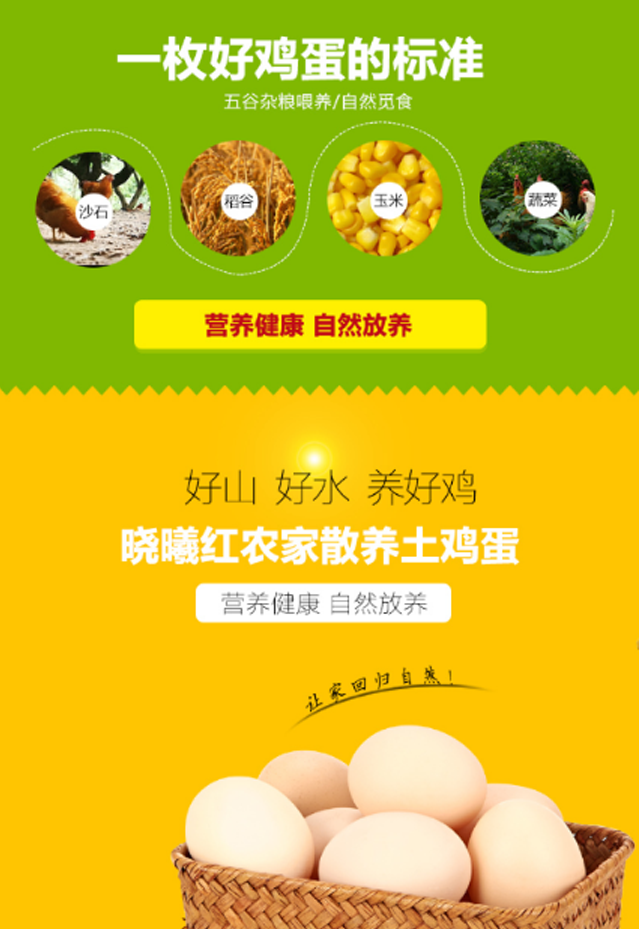 一枚好鸡蛋的标准
五谷杂粮喂养/自然觅食
沙石
稻谷
玉米
蔬菜
营养健康 自然放养
好山 好水 养好鸡
晓曦红农家散养土鸡蛋
营养健康 自然放养
让家回归自然!